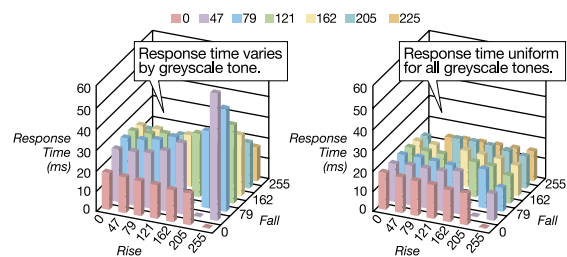 0 47 79 121 162 205 225
Response time varies
by greyscale tone.
60
50
40
30
20
10
0
Response
Time
(ms)
0 47 79 121 162 205 255
Rise
0 79 162 255
Fall
Response time uniform
for all greyscale tones.
60
50
40
30
20
10
0
Response
Time
(ms)
0 47 79 121 162 205 255
Rise
0 79 162 255
Fall